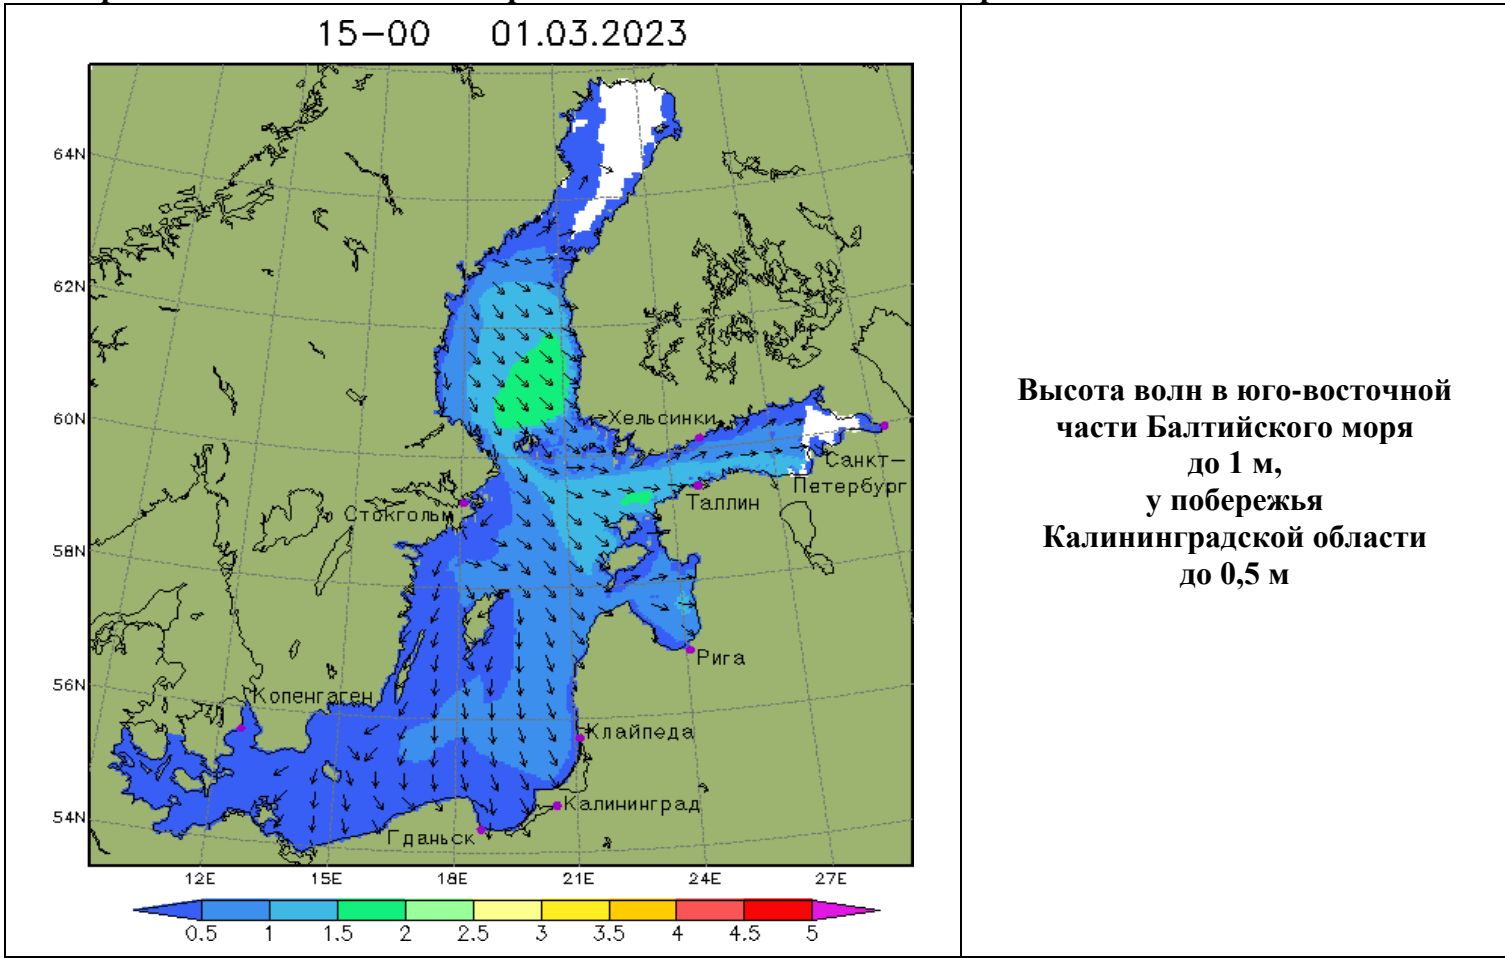 15-00 01.03.2023
64N
62N
60N
58N
56N
54N
Хельсинки
Санкт-
Петербург
Таллин
Стокгольм
Рига
Копенгаген
Клайпеда
Калининград
Гданьск
12E 15E 18E 21E 24E 27E
0.5 1 1.5 2 2.5 3 3.5 4 4.5 5
Высота волн в юго-восточной
части Балтийского моря
до 1 м,
у побережья
Калининградской области
до 0,5 м